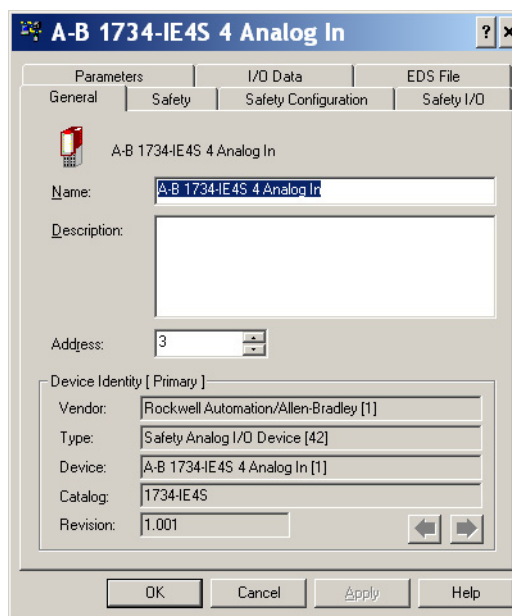 A-B 1734-IE4S 4 Analog In
? ×
Parameters I/O Data EDS File
General Safety Safety Configuration Safety I/O
A-B 1734-IE4S 4 Analog In
Name: A-B 1734-IE4S 4 Analog In
Description:
Address: 3
Device Identity [ Primary ]
Vendor: Rockwell Automation/Allen-Bradley [1]
Type: Safety Analog I/O Device [42]
Device: A-B 1734-IE4S 4 Analog In [1]
Catalog: 1734-IE4S
Revision: 1.001
OK Cancel Apply Help